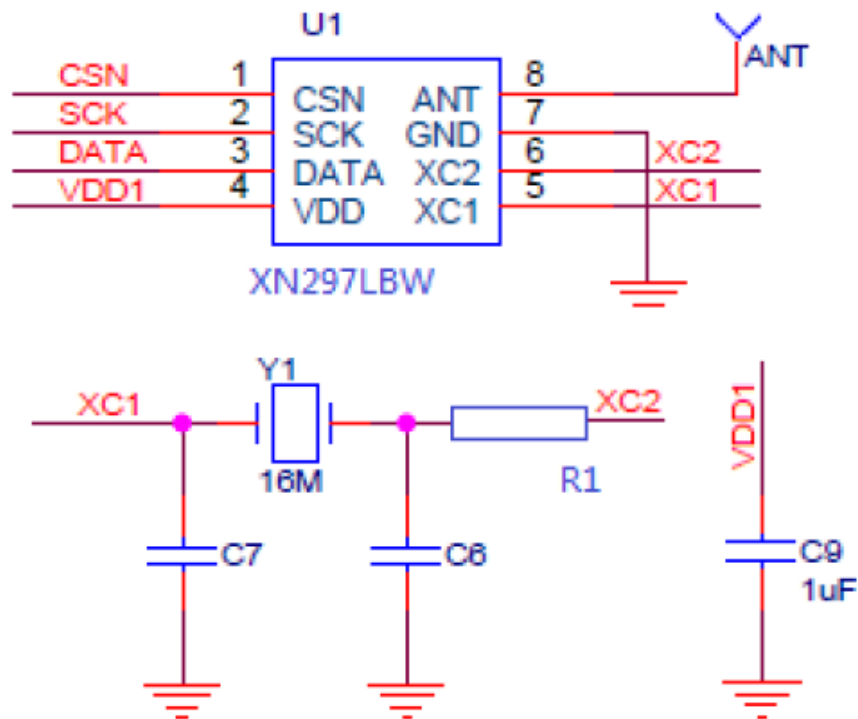 U1
ANT
CSN 1 CSN ANT 8
SCK 2 SCK GND 7
DATA 3 DATA XC2 6 XC2
VDD1 4 VDD XC1 5 XC1
XN297LBW
XC1 Y1 XC2 VDD1
16M R1
C7 C6 C9
1uF